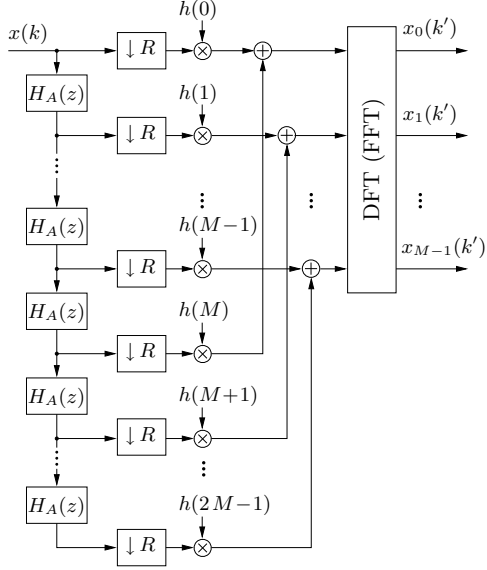 x(k)
h(0)
x_0(k′)
↓ R
×
+
H_A(z)
h(1)
x_1(k′)
↓ R
×
+
DFT (FFT)
H_A(z)
h(M−1)
x_{M−1}(k′)
↓ R
×
+
H_A(z)
h(M)
↓ R
×
H_A(z)
h(M+1)
↓ R
×
H_A(z)
h(2M−1)
↓ R
×